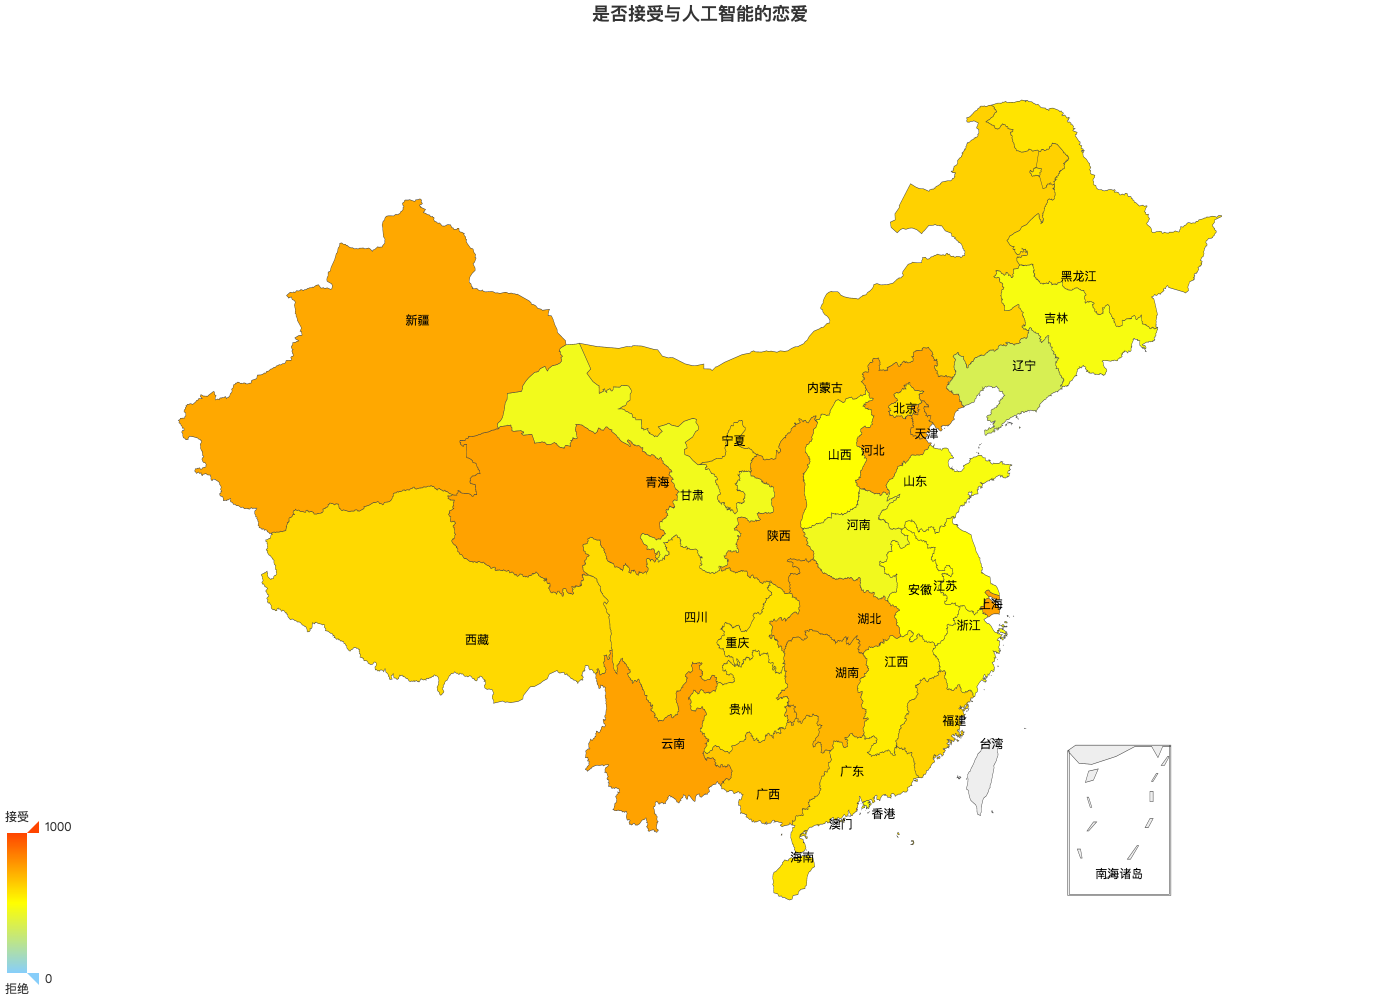 是否接受与人工智能的恋爱
黑龙江
吉林
新疆
辽宁
内蒙古
北京
天津
宁夏
山西
河北
青海
甘肃
山东
河南
陕西
安徽
江苏
上海
四川
湖北
浙江
西藏
重庆
江西
湖南
贵州
福建
云南
台湾
广东
广西
香港
澳门
海南
南海诸岛
接受
1000
0
拒绝